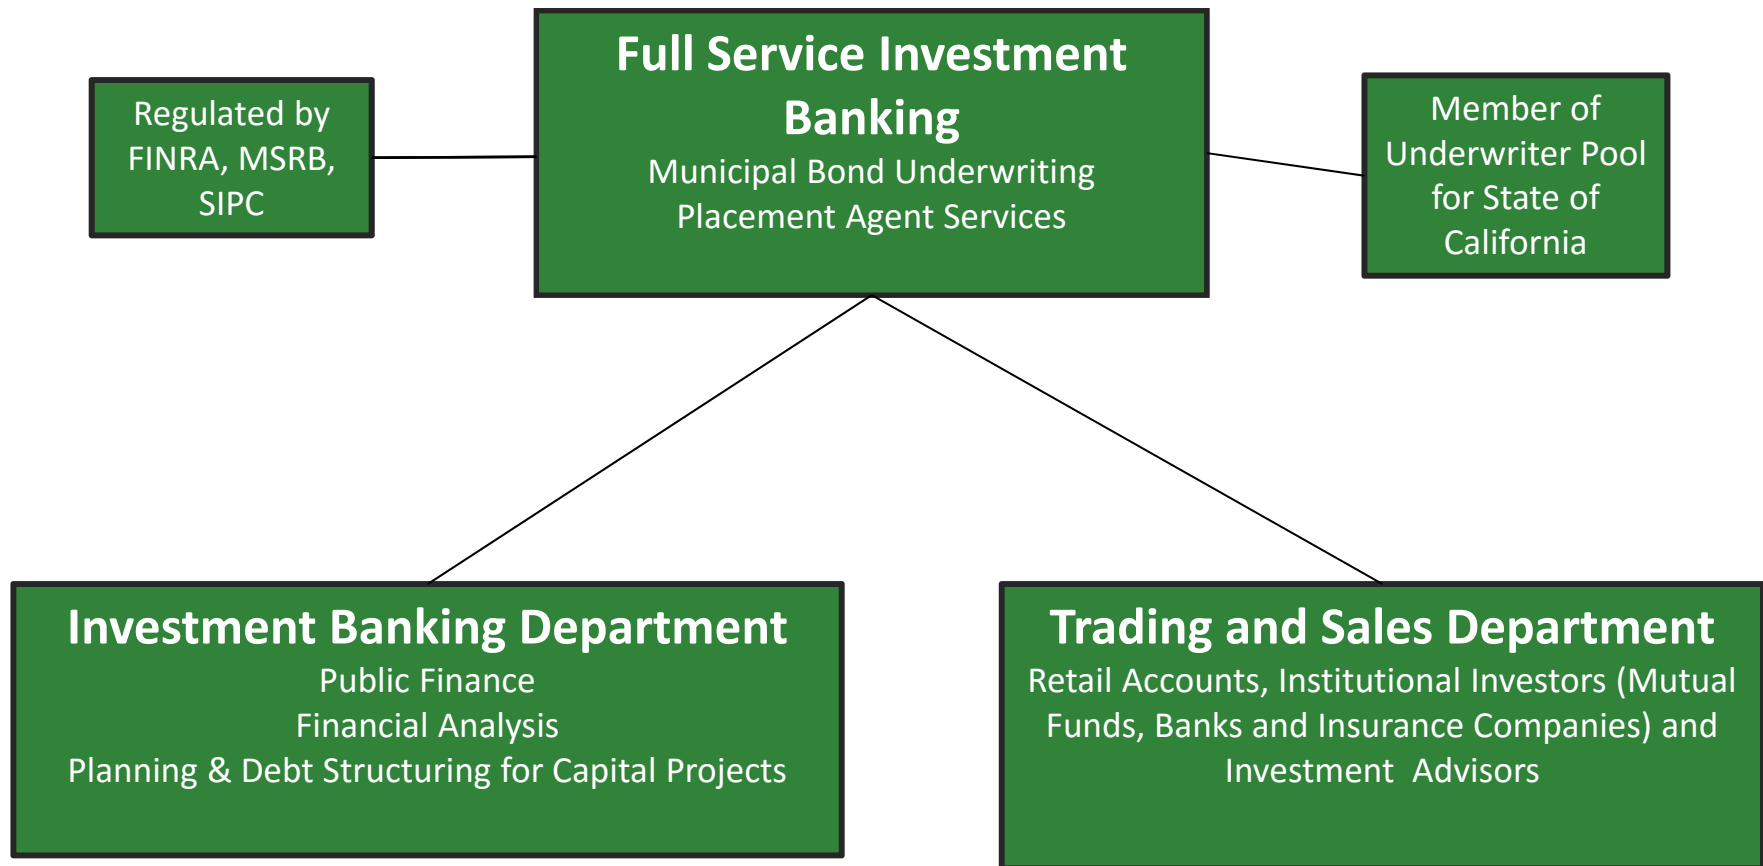 Full Service Investment
Banking
Municipal Bond Underwriting
Placement Agent Services
Regulated by
FINRA, MSRB,
SIPC
Member of
Underwriter Pool
for State of
California
Investment Banking Department
Public Finance
Financial Analysis
Planning & Debt Structuring for Capital Projects
Trading and Sales Department
Retail Accounts, Institutional Investors (Mutual
Funds, Banks and Insurance Companies) and
Investment  Advisors